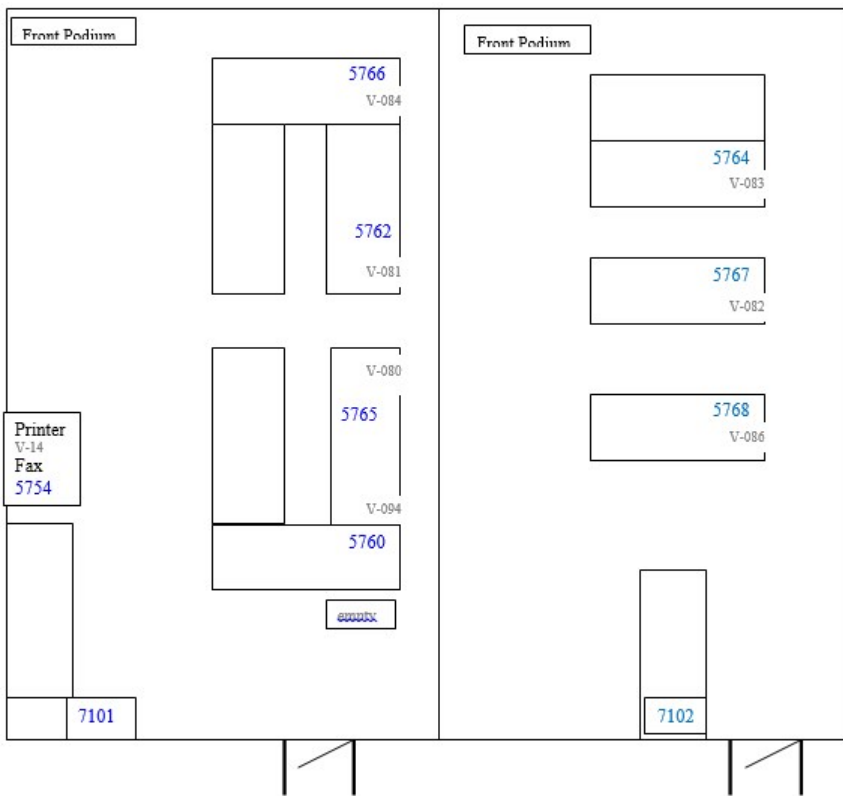 Front Podium
5766
V-084
5762
V-081
V-080
5765
V-094
5760
empty
Printer
V-14
Fax
5754
7101
Front Podium
5764
V-083
5767
V-082
5768
V-086
7102